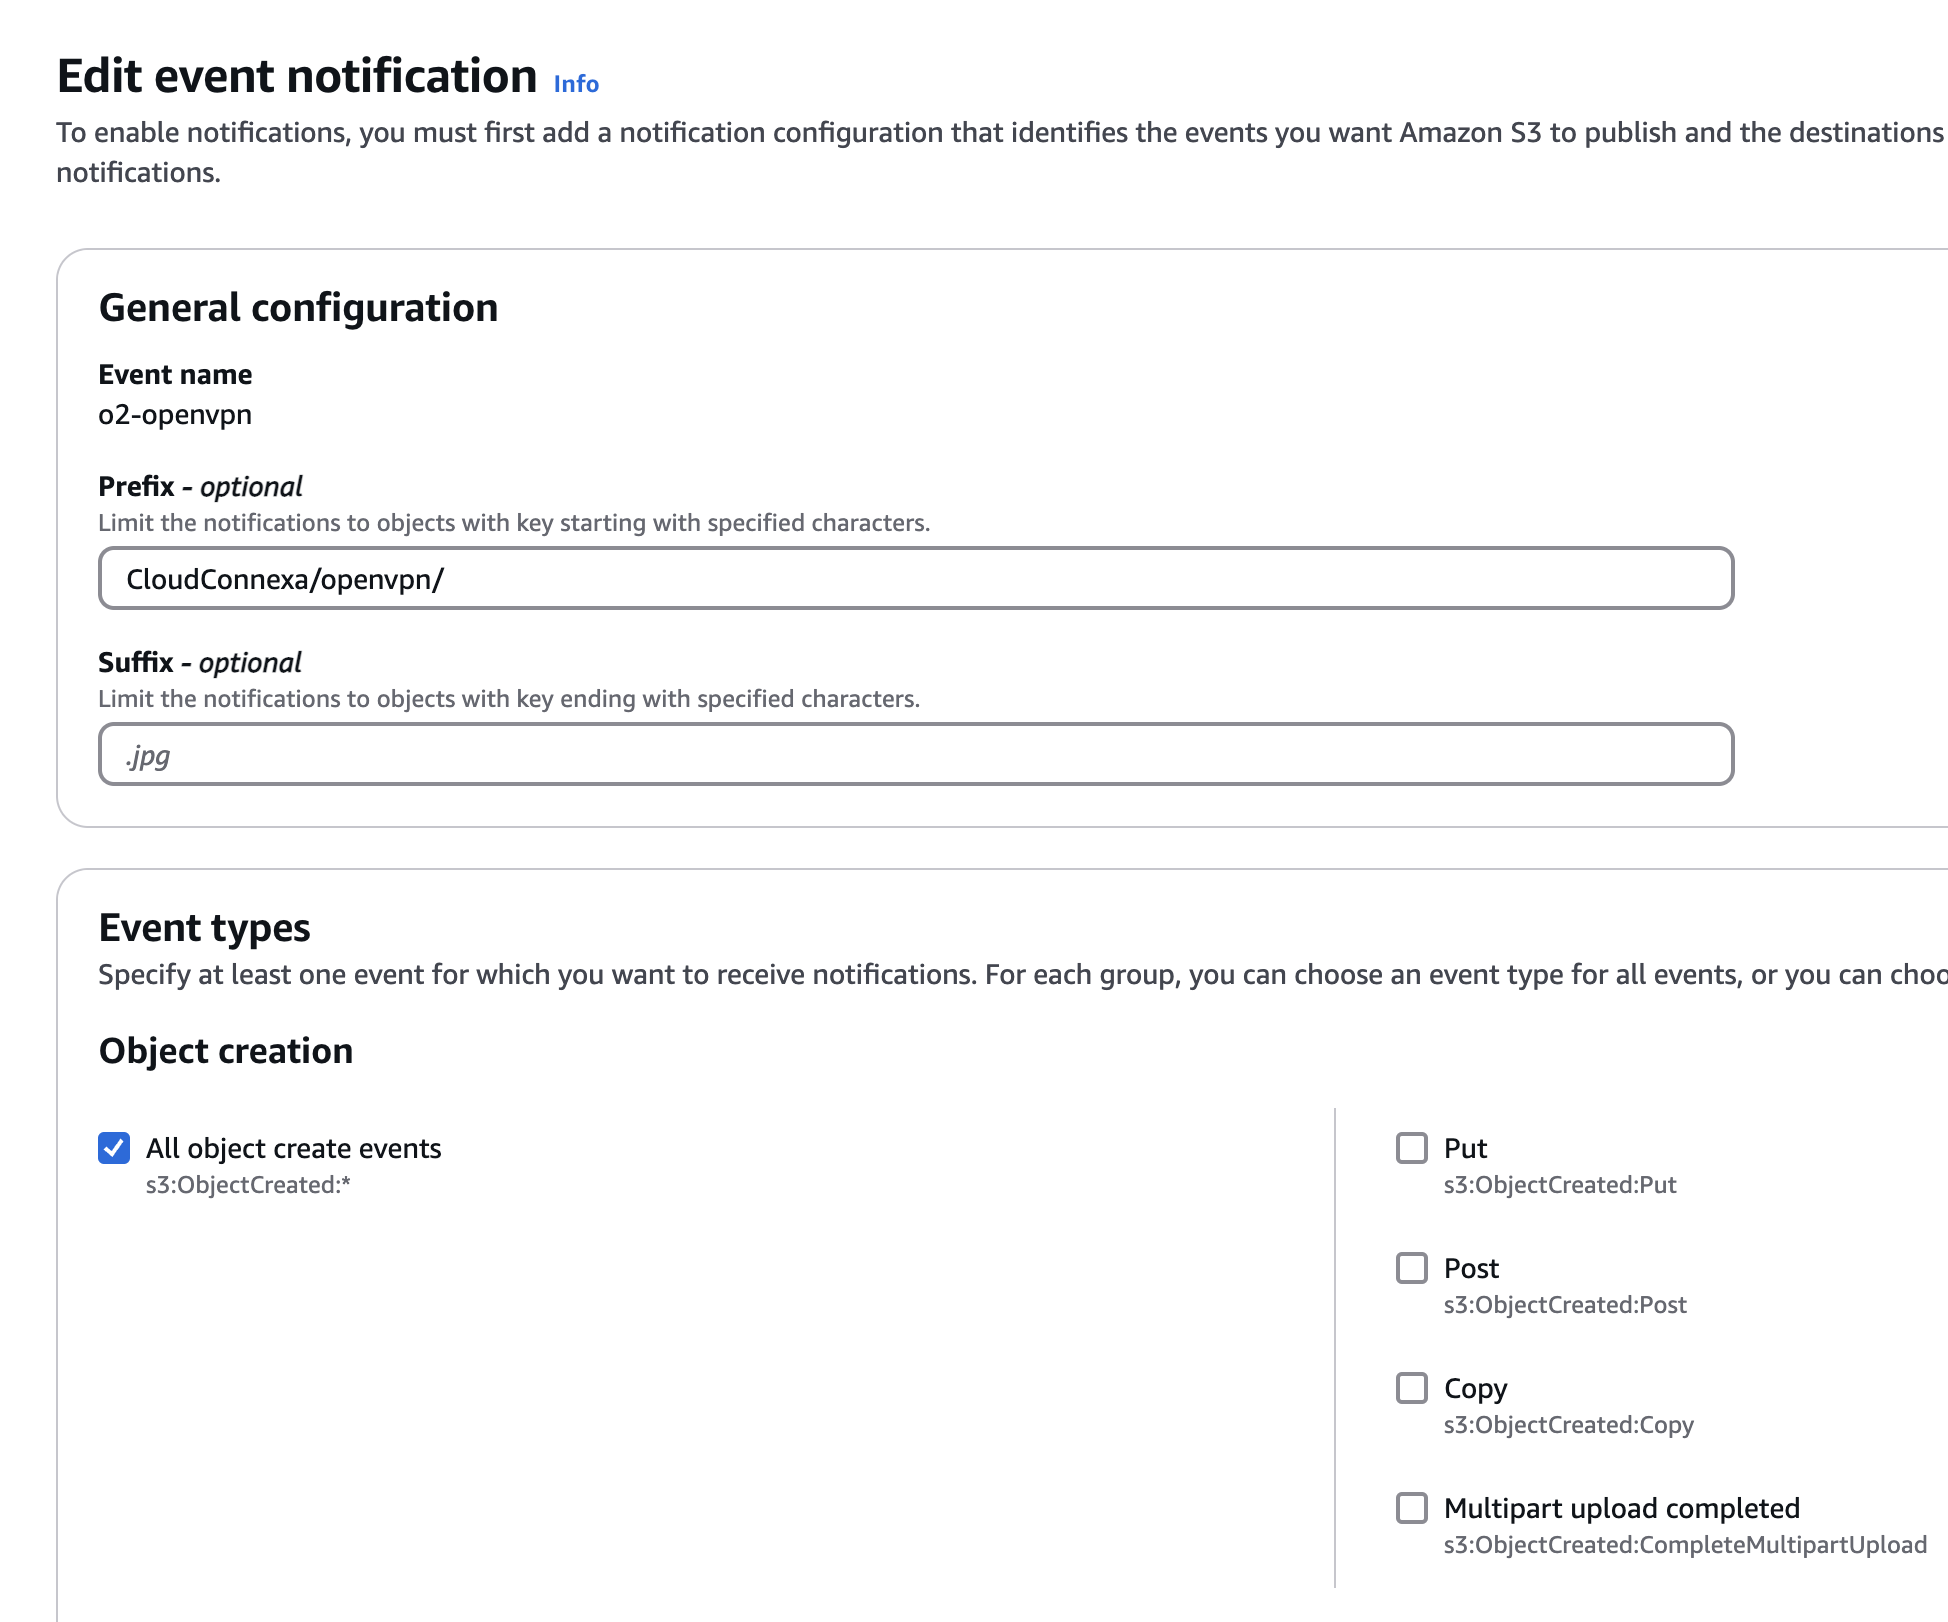 Edit event notification Info
To enable notifications, you must first add a notification configuration that identifies the events you want Amazon S3 to publish and the destinations
notifications.
General configuration
Event name
o2-openvpn
Prefix - optional
Limit the notifications to objects with key starting with specified characters.
CloudConnexa/openvpn/
Suffix - optional
Limit the notifications to objects with key ending with specified characters.
.jpg
Event types
Specify at least one event for which you want to receive notifications. For each group, you can choose an event type for all events, or you can choo
Object creation
All object create events
s3:ObjectCreated:*
Put
s3:ObjectCreated:Put
Post
s3:ObjectCreated:Post
Copy
s3:ObjectCreated:Copy
Multipart upload completed
s3:ObjectCreated:CompleteMultipartUpload